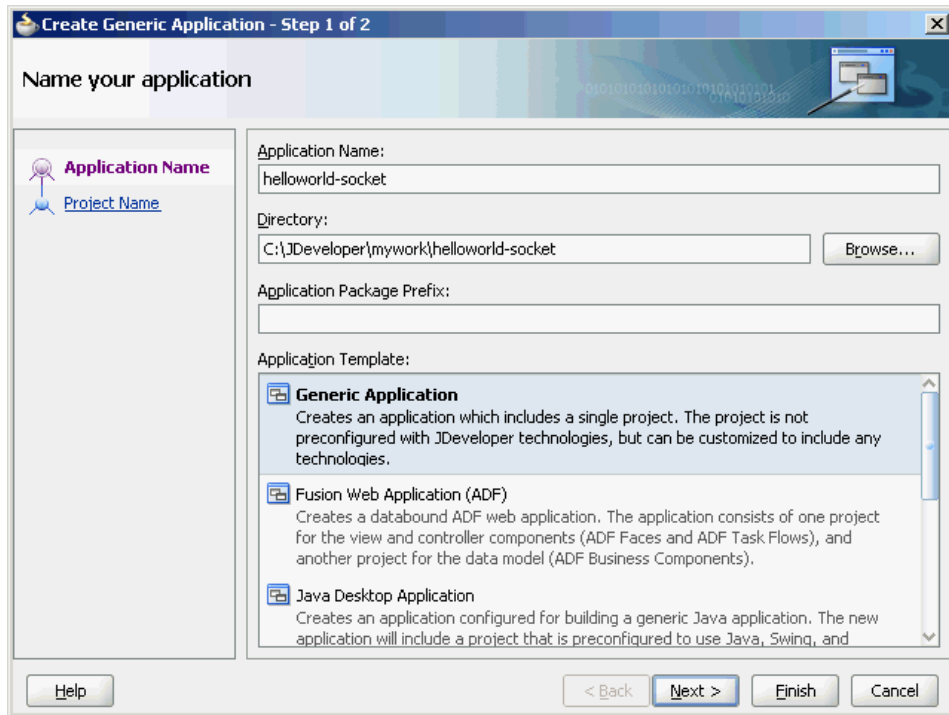 Create Generic Application - Step 1 of 2
Name your application
Application Name
Project Name
Application Name:
helloworld-socket
Directory:
C:\JDeveloper\mywork\helloworld-socket
Browse...
Application Package Prefix:
Application Template:
Generic Application
Creates an application which includes a single project. The project is not
preconfigured with JDeveloper technologies, but can be customized to include any
technologies.
Fusion Web Application (ADF)
Creates a databound ADF web application. The application consists of one project
for the view and controller components (ADF Faces and ADF Task Flows), and
another project for the data model (ADF Business Components).
Java Desktop Application
Creates an application configured for building a generic Java application. The new
application will include a project that is preconfigured to use Java, Swing, and
Help
< Back
Next >
Finish
Cancel